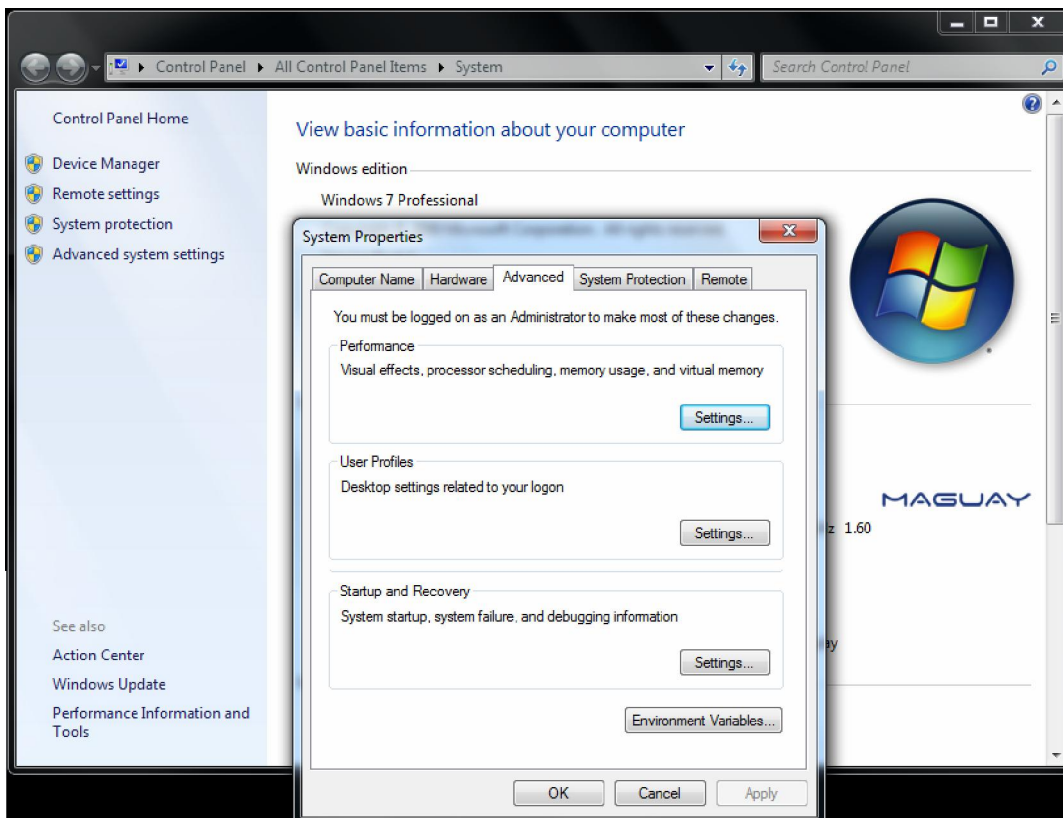 Control Panel ▸ All Control Panel Items ▸ System
Search Control Panel
Control Panel Home
Device Manager
Remote settings
System protection
Advanced system settings
See also
Action Center
Windows Update
Performance Information and
Tools
View basic information about your computer
Windows edition
Windows 7 Professional
System Properties
Computer Name
Hardware
Advanced
System Protection
Remote
You must be logged on as an Administrator to make most of these changes.
Performance
Visual effects, processor scheduling, memory usage, and virtual memory
Settings...
User Profiles
Desktop settings related to your logon
Settings...
Startup and Recovery
System startup, system failure, and debugging information
Settings...
Environment Variables...
OK
Cancel
Apply
MAGUAY
z 1.60
ay